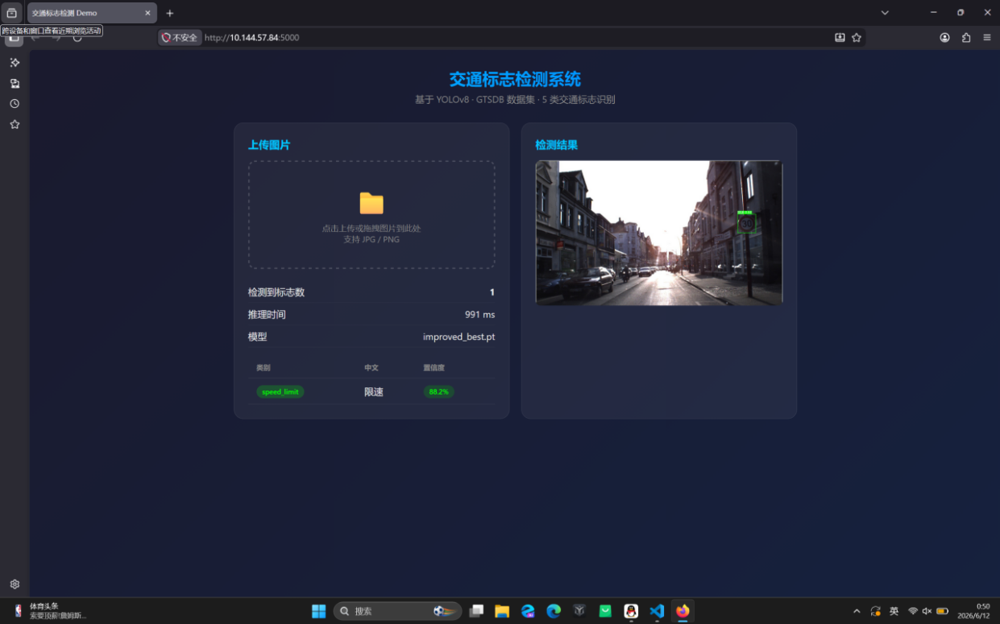 交通标志检测 Demo
跨设备和窗口查看近期浏览活动
不安全
http://10.144.57.84:5000
交通标志检测系统
基于 YOLOv8 · GTSDB 数据集 · 5 类交通标志识别
上传图片
点击上传或拖拽图片到此处
支持 JPG / PNG
检测到标志数 1
推理时间 991 ms
模型 improved_best.pt
类别 中文 置信度
speed_limit 限速 88.2%
检测结果
体育头条
索要顶薪!詹姆斯...
搜索
英
0:50
2026/6/12